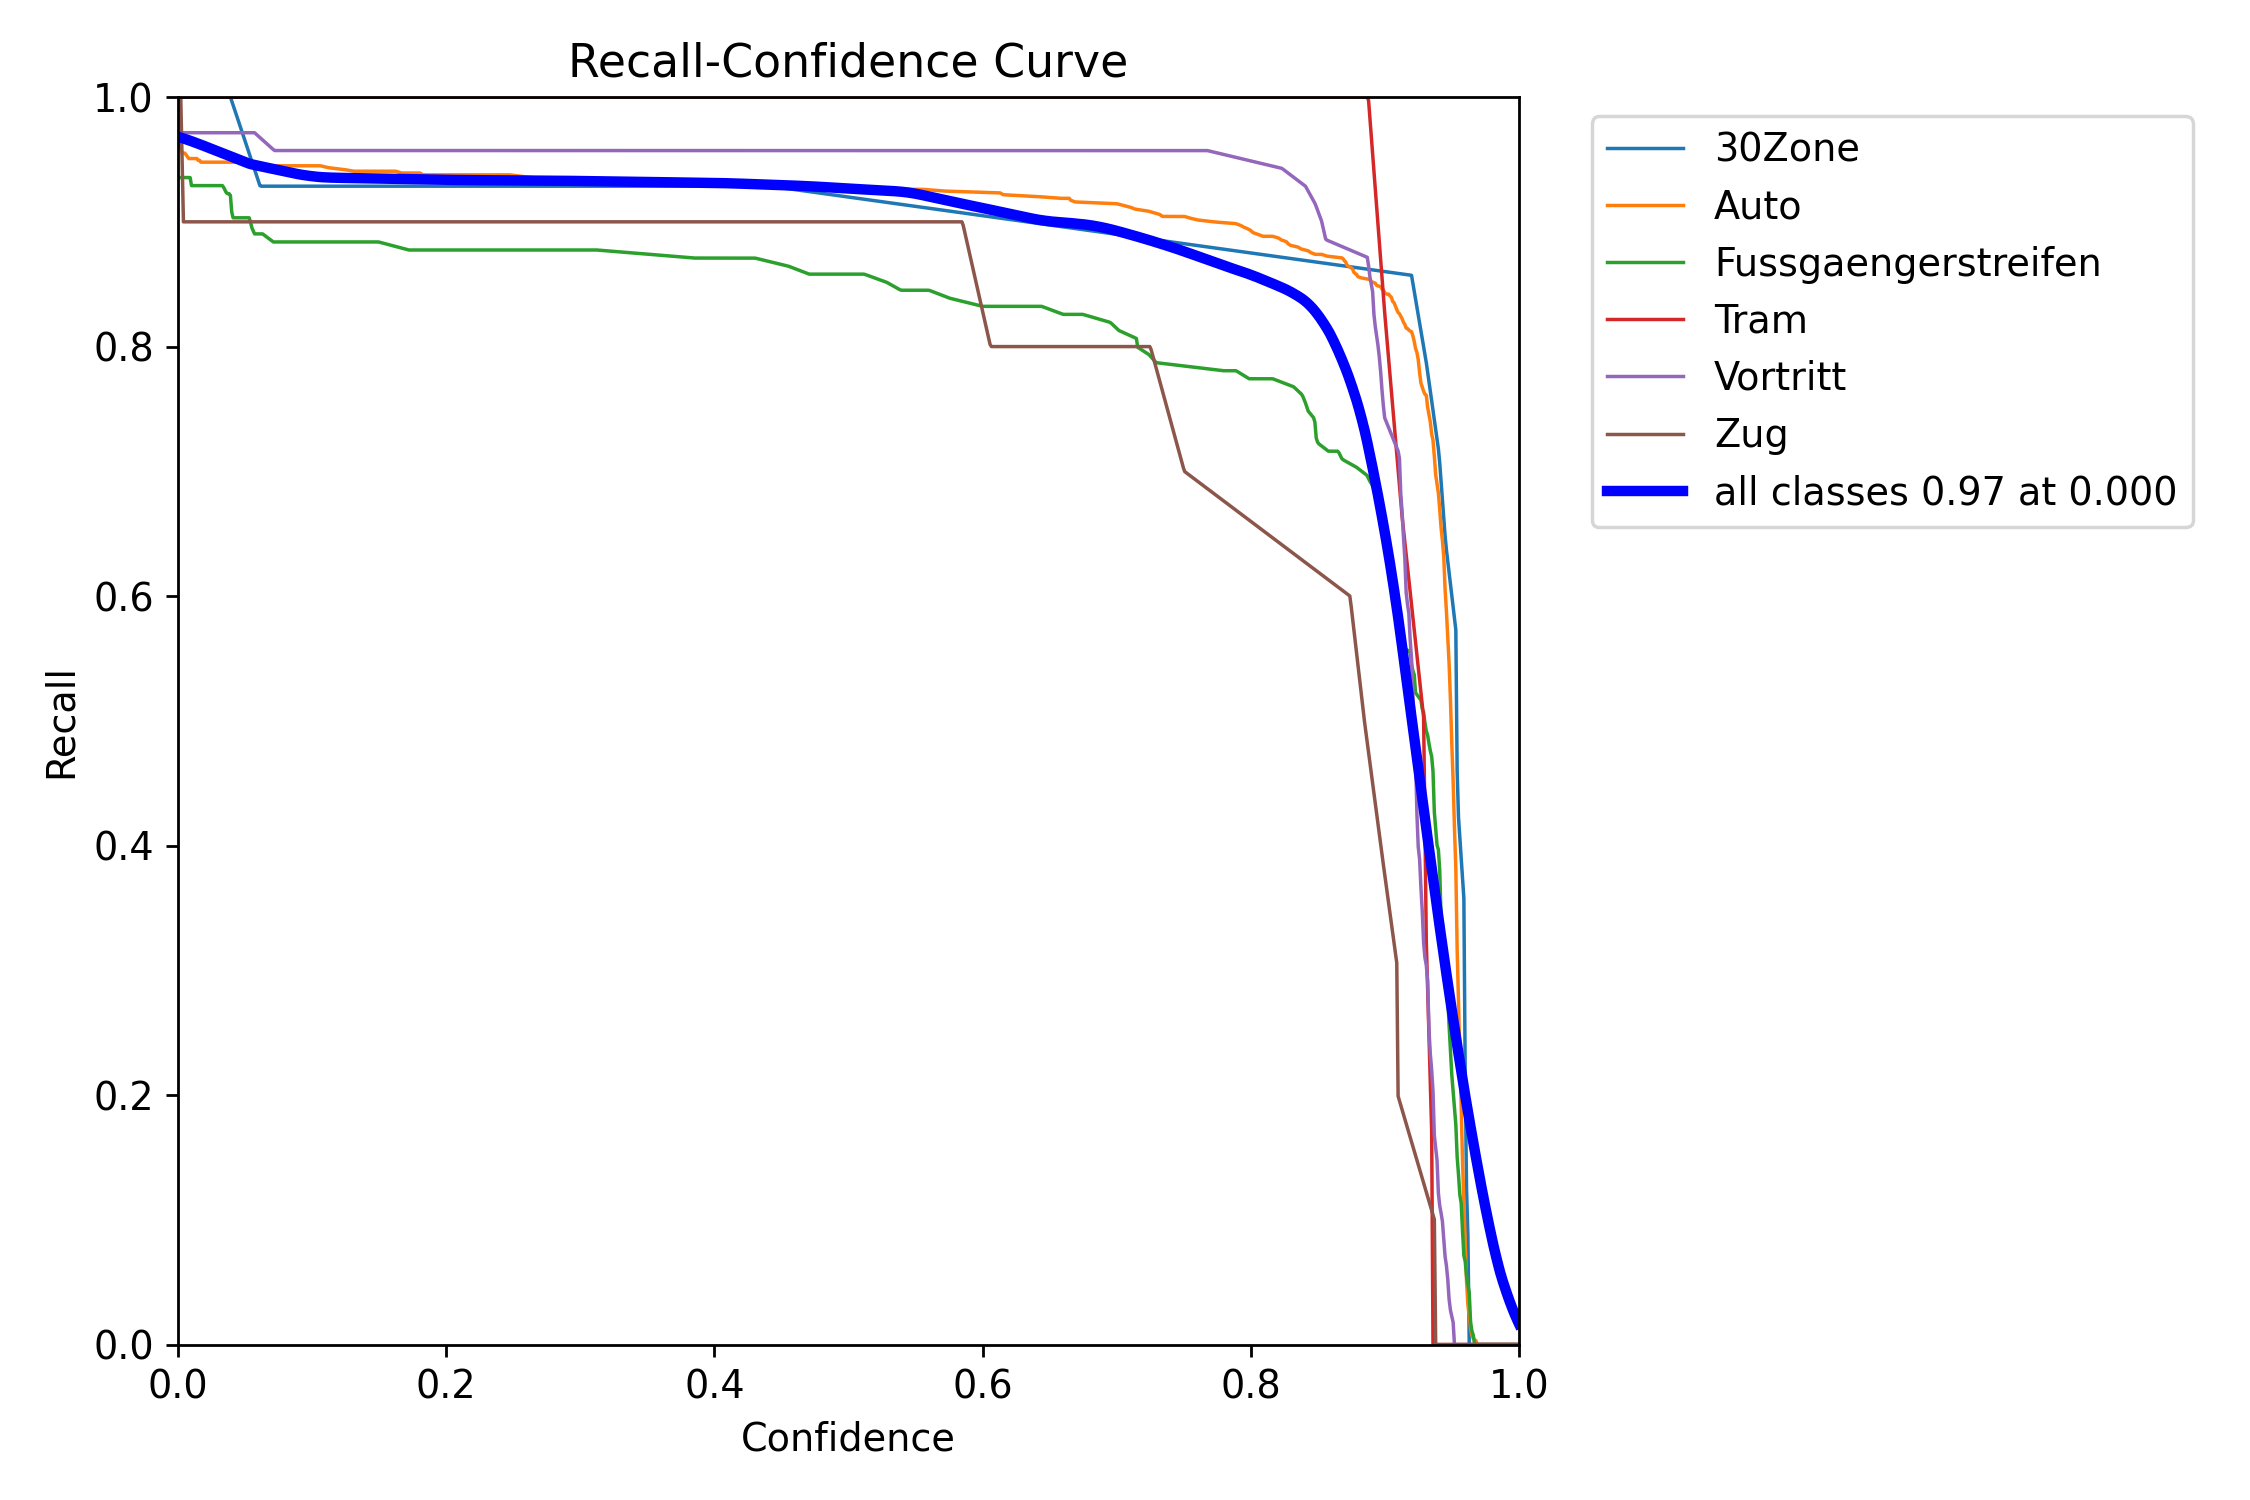 Recall-Confidence Curve
1.0
0.8
0.6
0.4
0.2
0.0
Recall
0.0 0.2 0.4 0.6 0.8 1.0
Confidence
30Zone
Auto
Fussgaengerstreifen
Tram
Vortritt
Zug
all classes 0.97 at 0.000